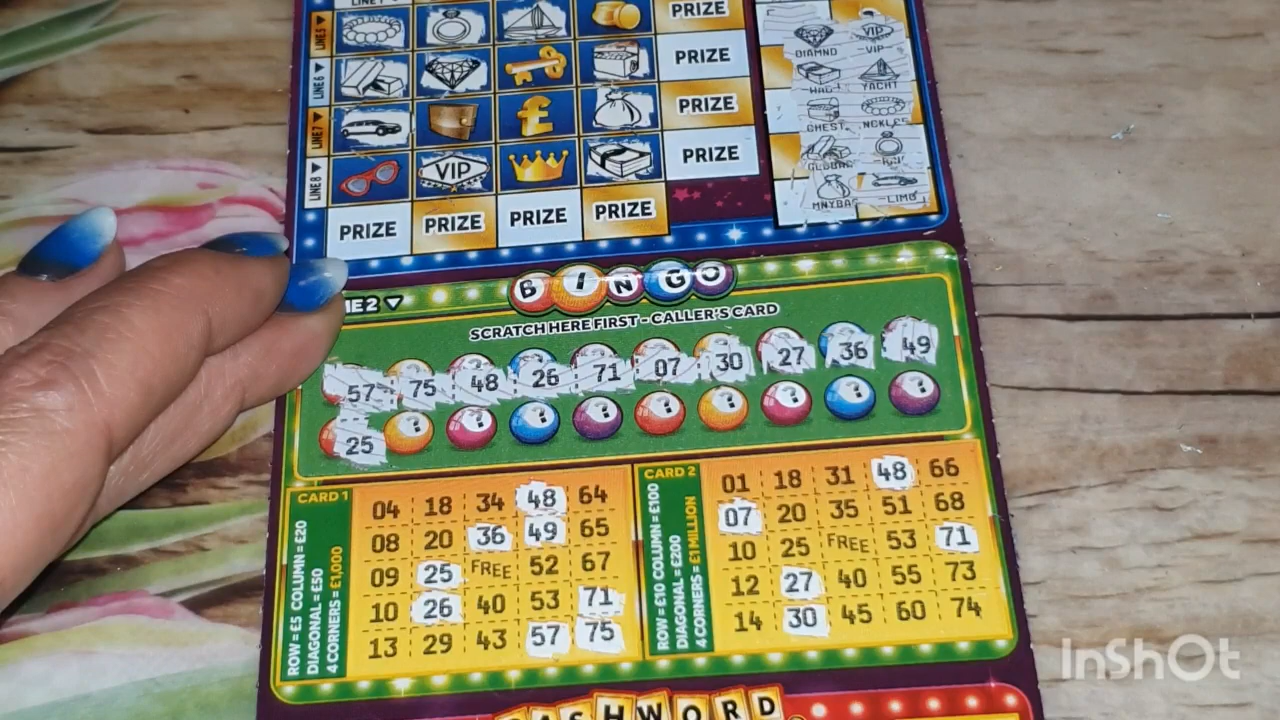 LINE 5
PRIZE
LINE 6
PRIZE
LINE 7
£
PRIZE
LINE 8
VIP
PRIZE
PRIZE PRIZE PRIZE PRIZE
DIAMND VIP
YACHT
CHEST
MNYBAG LIMO
BINGO
SCRATCH HERE FIRST - CALLER'S CARD
57 75 48 26 71 07 30 27 36 49
25 ? ? ? ? ? ? ? ? ?
CARD 1
ROW = £5 COLUMN = £20
DIAGONAL = £50
4 CORNERS = £1,000
04 18 34 48 64
08 20 36 49 65
09 25 FREE 52 67
10 26 40 53 71
13 29 43 57 75
CARD 2
ROW = £10 COLUMN = £100
DIAGONAL = £200
4 CORNERS = £1 MILLION
01 18 31 48 66
07 20 35 51 68
10 25 FREE 53 71
12 27 40 55 73
14 30 45 60 74
InShOt